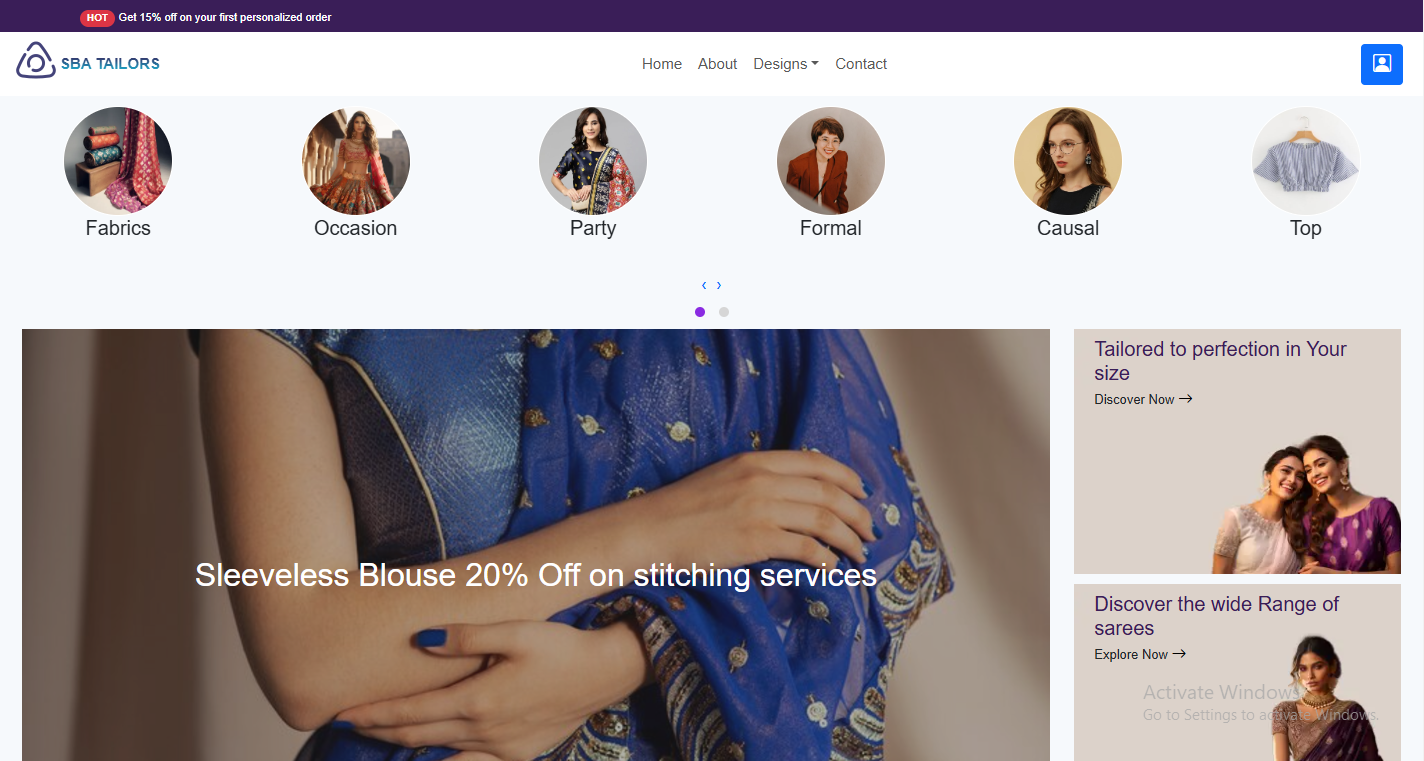 HOT Get 15% off on your first personalized order
SBA TAILORS
Home About Designs Contact
Fabrics Occasion Party Formal Causal Top
Sleeveless Blouse 20% Off on stitching services
Tailored to perfection in Your
size
Discover Now
Discover the wide Range of
sarees
Explore Now
Activate Windows
Go to Settings to activate Windows.